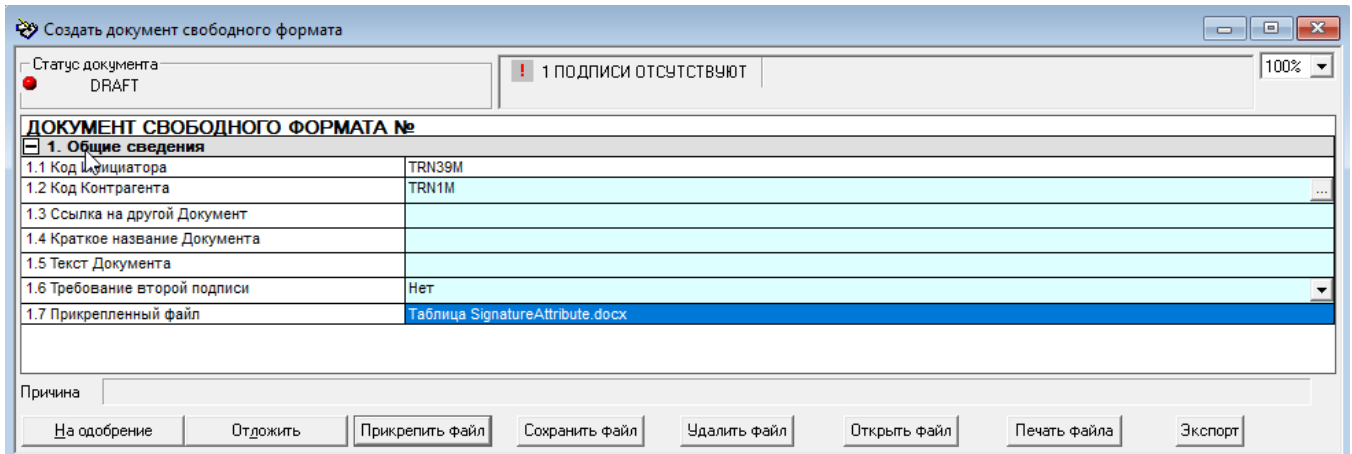 Создать документ свободного формата
Статус документа
DRAFT
! 1 ПОДПИСИ ОТСУТСТВУЮТ
100%
ДОКУМЕНТ СВОБОДНОГО ФОРМАТА №
1. Общие сведения
1.1 Код Инициатора TRN39M
1.2 Код Контрагента TRN1M ...
1.3 Ссылка на другой Документ
1.4 Краткое название Документа
1.5 Текст Документа
1.6 Требование второй подписи Нет
1.7 Прикрепленный файл Таблица SignatureAttribute.docx
Причина
На одобрение Отложить Прикрепить файл Сохранить файл Удалить файл Открыть файл Печать файла Экспорт